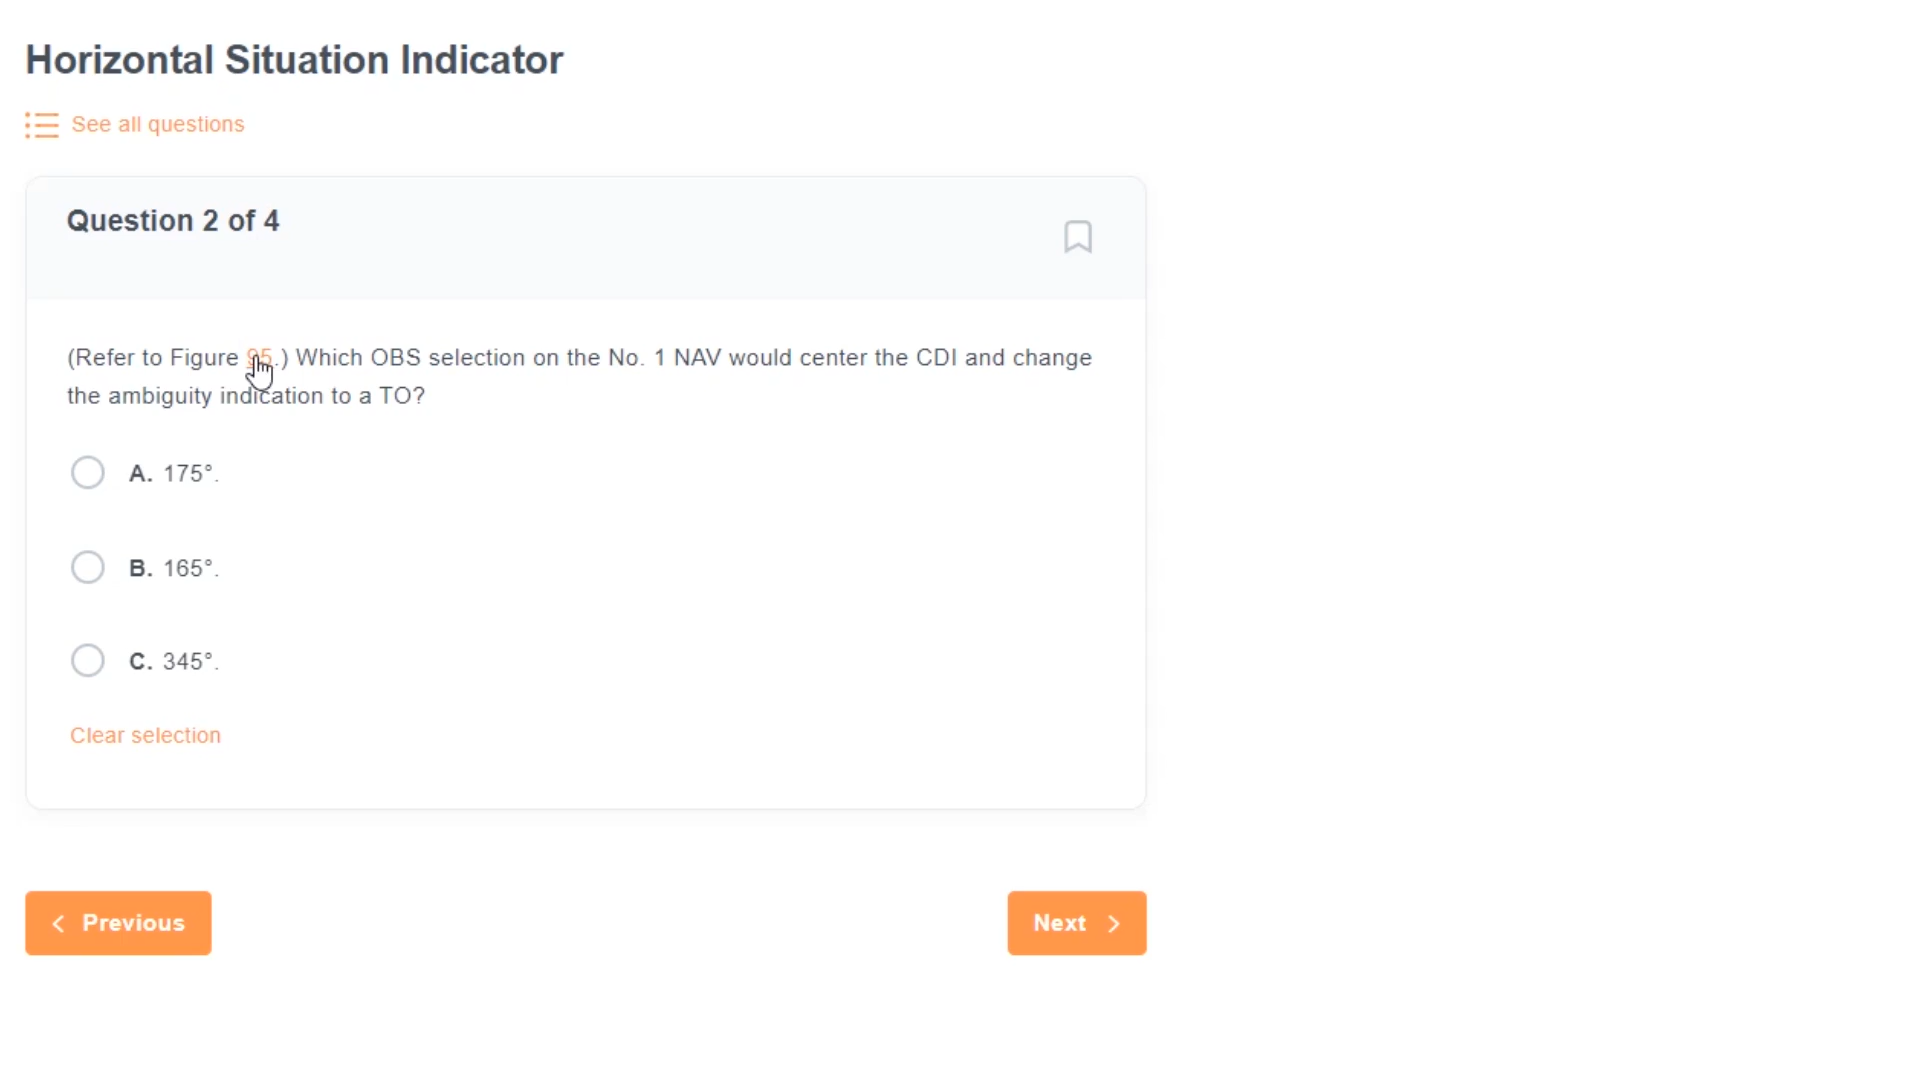 Horizontal Situation Indicator
See all questions
Question 2 of 4
(Refer to Figure 95.) Which OBS selection on the No. 1 NAV would center the CDI and change
the ambiguity indication to a TO?
A. 175°.
B. 165°.
C. 345°.
Clear selection
Previous
Next